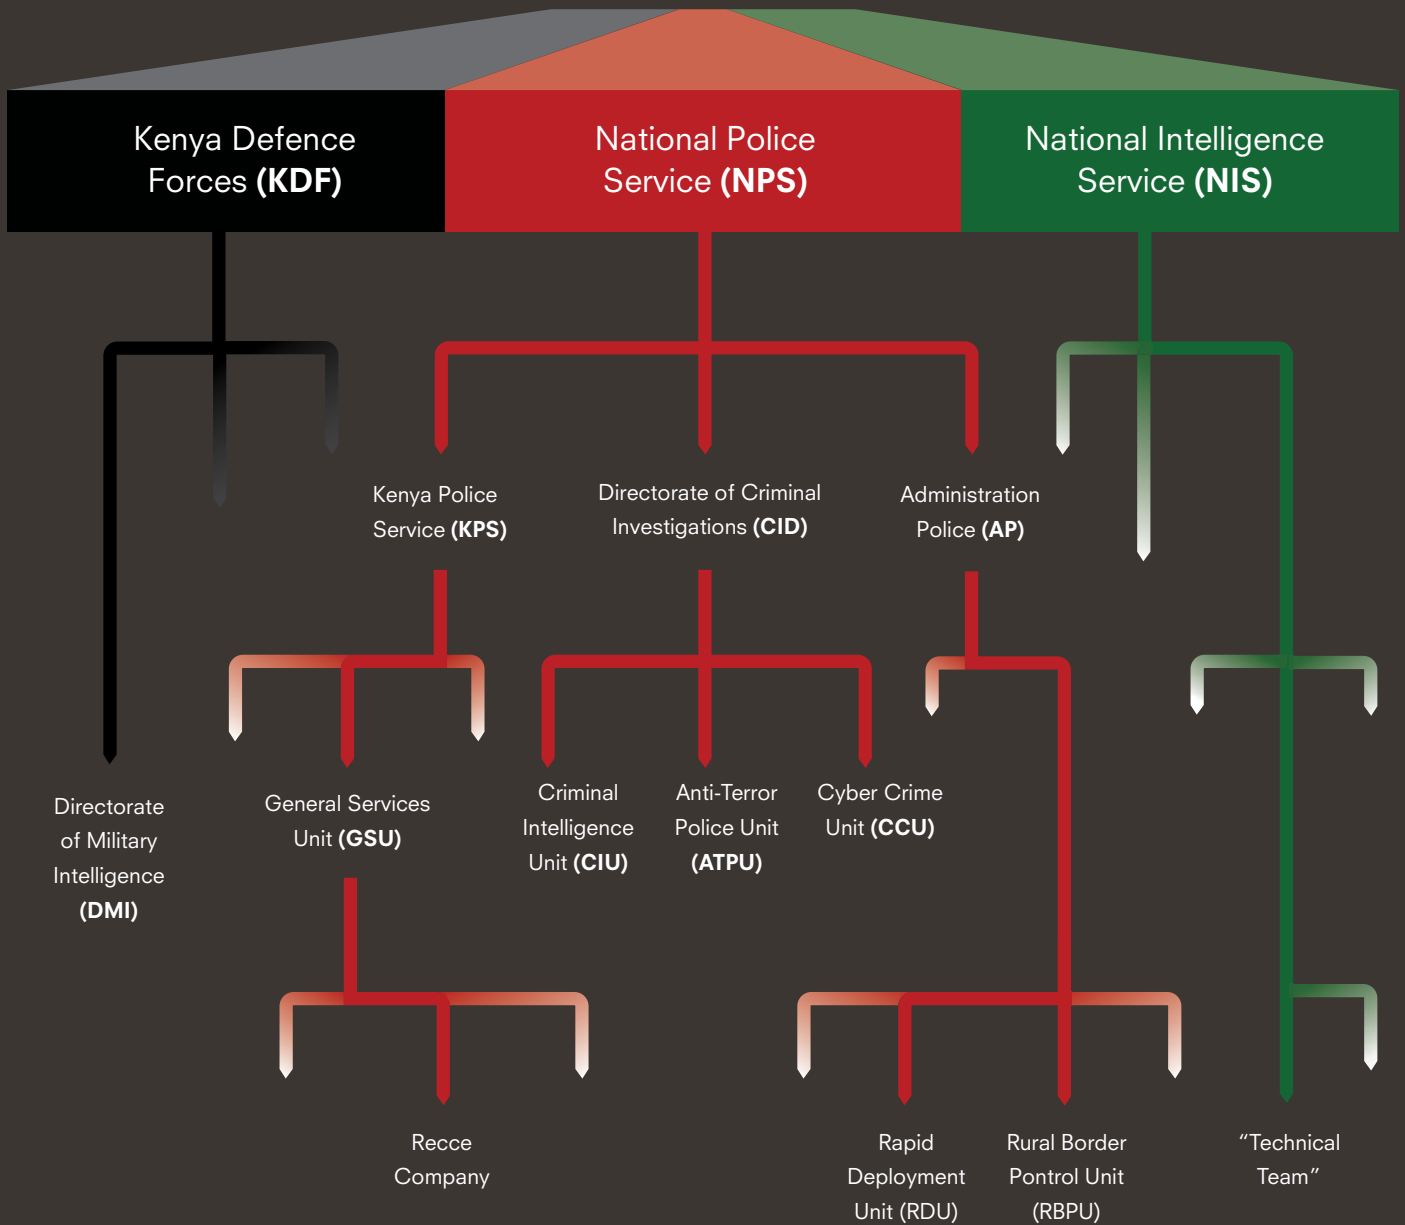 Kenya Defence
Forces (KDF)
National Police
Service (NPS)
National Intelligence
Service (NIS)
Kenya Police
Service (KPS)
Directorate of Criminal
Investigations (CID)
Administration
Police (AP)
Directorate
of Military
Intelligence
(DMI)
General Services
Unit (GSU)
Criminal
Intelligence
Unit (CIU)
Anti-Terror
Police Unit
(ATPU)
Cyber Crime
Unit (CCU)
Recce
Company
Rapid
Deployment
Unit (RDU)
Rural Border
Pontrol Unit
(RBPU)
“Technical
Team”